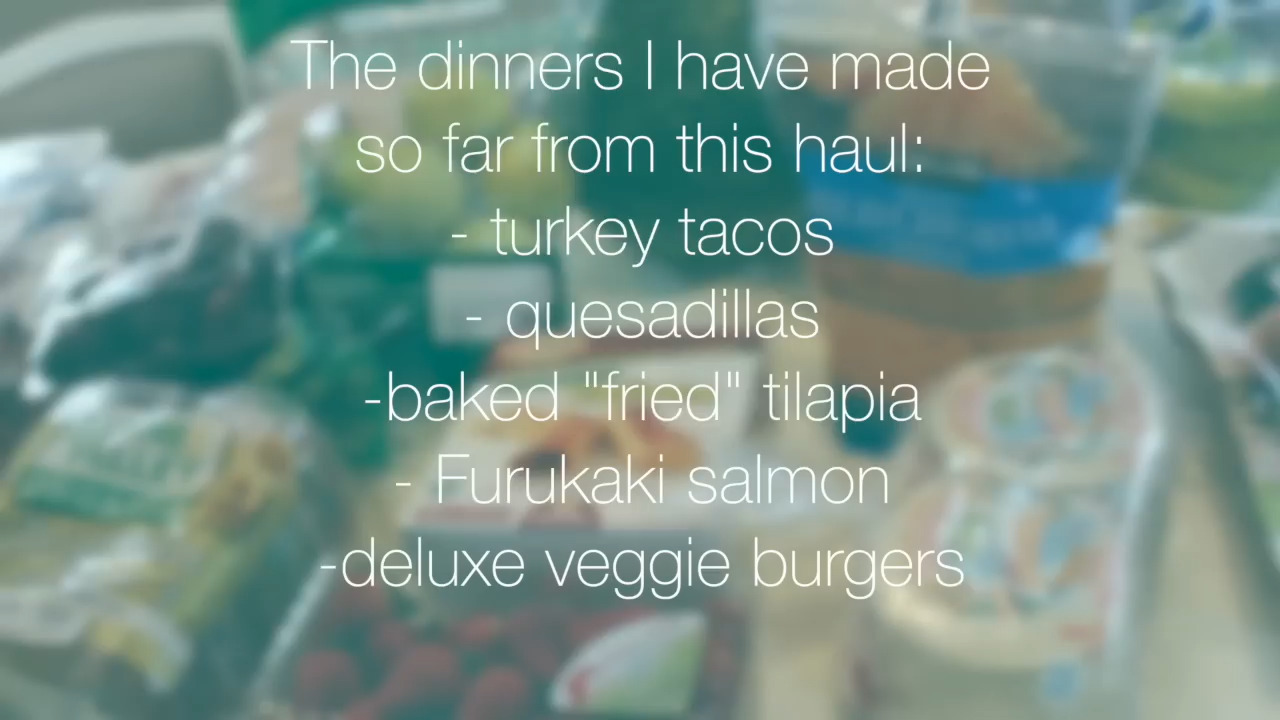 The dinners I have made
so far from this haul:
- turkey tacos
- quesadillas
-baked "fried" tilapia
- Furukaki salmon
-deluxe veggie burgers